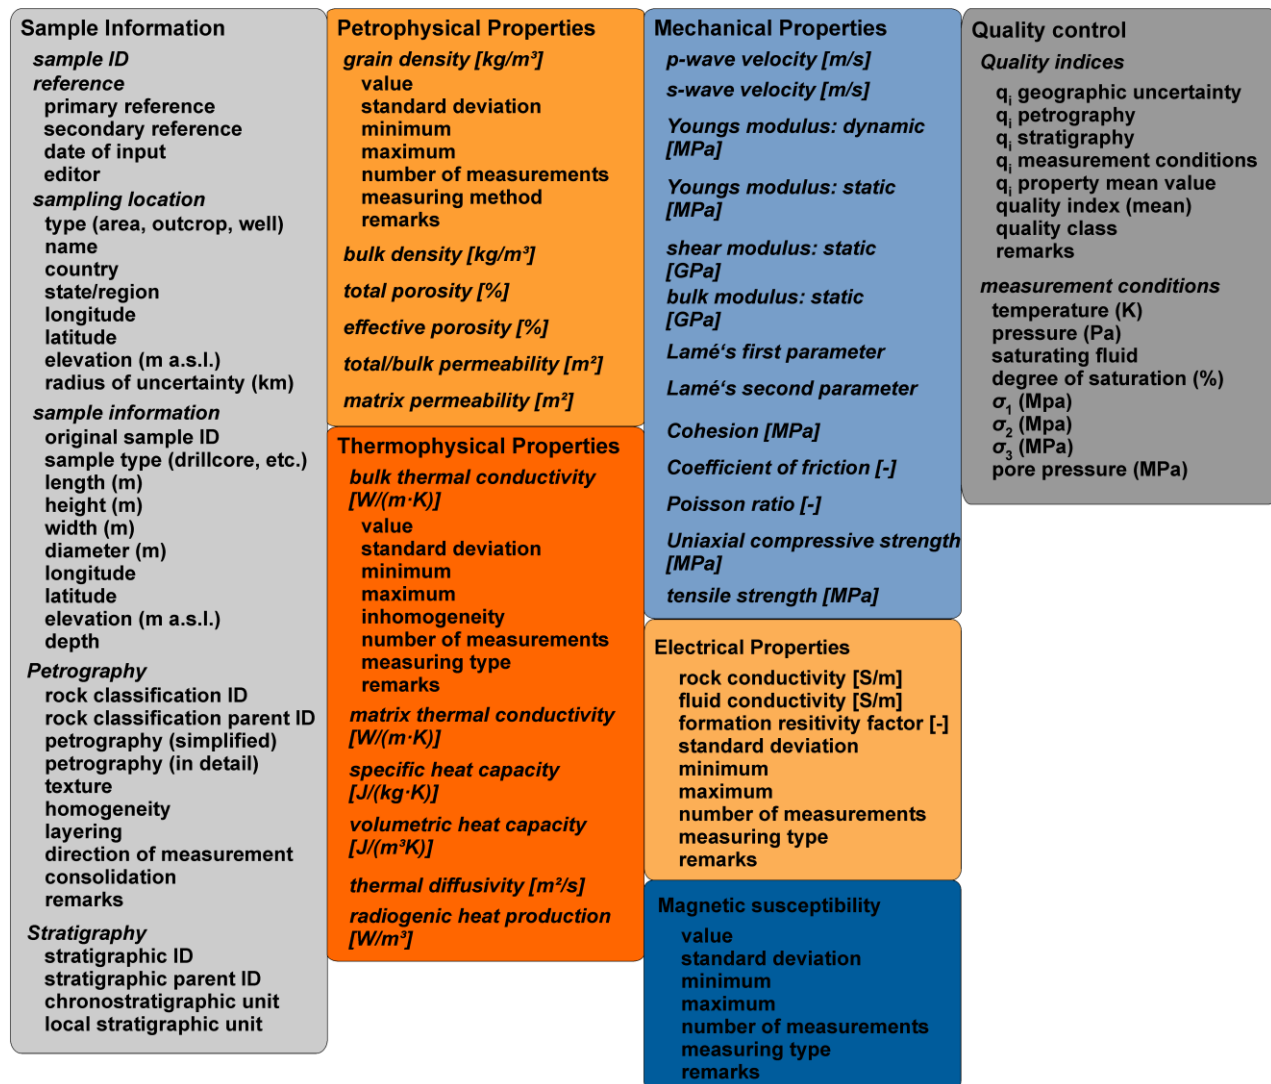 Sample Information
sample ID
reference
primary reference
secondary reference
date of input
editor
sampling location
type (area, outcrop, well)
name
country
state/region
longitude
latitude
elevation (m a.s.l.)
radius of uncertainty (km)
sample information
original sample ID
sample type (drillcore, etc.)
length (m)
height (m)
width (m)
diameter (m)
longitude
latitude
elevation (m a.s.l.)
depth
Petrography
rock classification ID
rock classification parent ID
petrography (simplified)
petrography (in detail)
texture
homogeneity
layering
direction of measurement
consolidation
remarks
Stratigraphy
stratigraphic ID
stratigraphic parent ID
chronostratigraphic unit
local stratigraphic unit
Petrophysical Properties
grain density [kg/m³]
value
standard deviation
minimum
maximum
number of measurements
measuring method
remarks
bulk density [kg/m³]
total porosity [%]
effective porosity [%]
total/bulk permeability [m²]
matrix permeability [m²]
Thermophysical Properties
bulk thermal conductivity
[W/(m·K)]
value
standard deviation
minimum
maximum
inhomogeneity
number of measurements
measuring type
remarks
matrix thermal conductivity
[W/(m·K)]
specific heat capacity
[J/(kg·K)]
volumetric heat capacity
[J/(m³K)]
thermal diffusivity [m²/s]
radiogenic heat production
[W/m³]
Mechanical Properties
p-wave velocity [m/s]
s-wave velocity [m/s]
Youngs modulus: dynamic
[MPa]
Youngs modulus: static
[MPa]
shear modulus: static
[GPa]
bulk modulus: static
[GPa]
Lamé‘s first parameter
Lamé‘s second parameter
Cohesion [MPa]
Coefficient of friction [-]
Poisson ratio [-]
Uniaxial compressive strength
[MPa]
tensile strength [MPa]
Electrical Properties
rock conductivity [S/m]
fluid conductivity [S/m]
formation resitivity factor [-]
standard deviation
minimum
maximum
number of measurements
measuring type
remarks
Magnetic susceptibility
value
standard deviation
minimum
maximum
number of measurements
measuring type
remarks
Quality control
Quality indices
qᵢ geographic uncertainty
qᵢ petrography
qᵢ stratigraphy
qᵢ measurement conditions
qᵢ property mean value
quality index (mean)
quality class
remarks
measurement conditions
temperature (K)
pressure (Pa)
saturating fluid
degree of saturation (%)
σ₁ (Mpa)
σ₂ (Mpa)
σ₃ (MPa)
pore pressure (MPa)